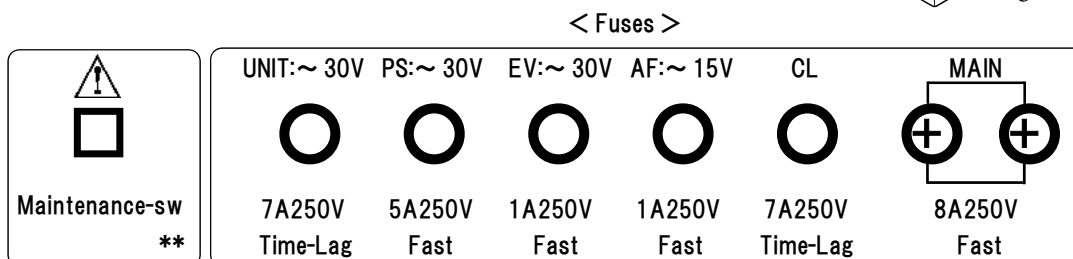 < Fuses >
UNIT:~ 30V PS:~ 30V EV:~ 30V AF:~ 15V CL MAIN
Maintenance-sw 7A250V 5A250V 1A250V 1A250V 7A250V 8A250V
** Time-Lag Fast Fast Fast Time-Lag Fast